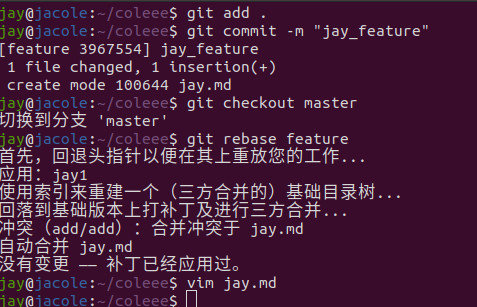 jay@jacole:~/coleee$ git add .
jay@jacole:~/coleee$ git commit -m "jay_feature"
[feature 3967554] jay_feature
 1 file changed, 1 insertion(+)
 create mode 100644 jay.md
jay@jacole:~/coleee$ git checkout master
切换到分支 'master'
jay@jacole:~/coleee$ git rebase feature
首先，回退头指针以便在其上重放您的工作...
应用：jay1
使用索引来重建一个（三方合并的）基础目录树...
回落到基础版本上打补丁及进行三方合并...
冲突（add/add）：合并冲突于 jay.md
自动合并 jay.md
没有变更 —— 补丁已经应用过。
jay@jacole:~/coleee$ vim jay.md
jay@jacole:~/coleee$